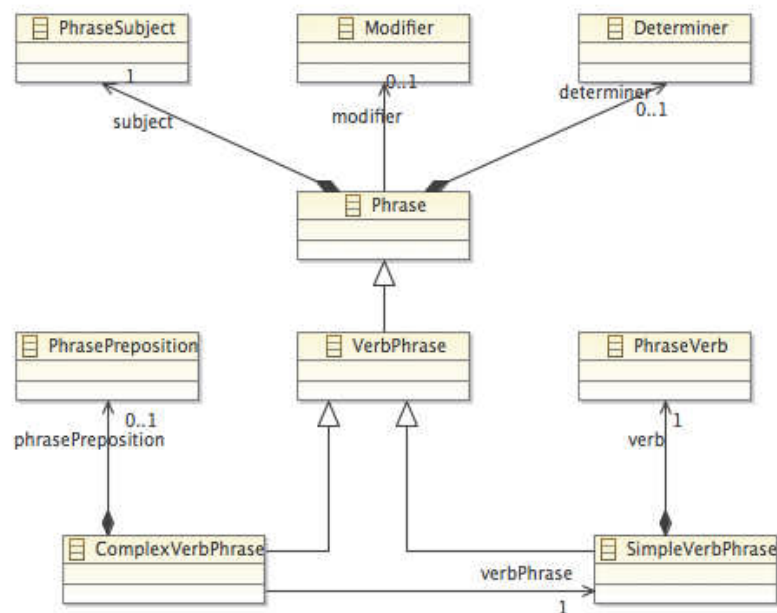 PhraseSubject
Modifier
Determiner
1
0..1
0..1
subject
modifier
determiner
Phrase
PhrasePreposition
VerbPhrase
PhraseVerb
0..1
1
phrasePreposition
verb
ComplexVerbPhrase
SimpleVerbPhrase
verbPhrase
1